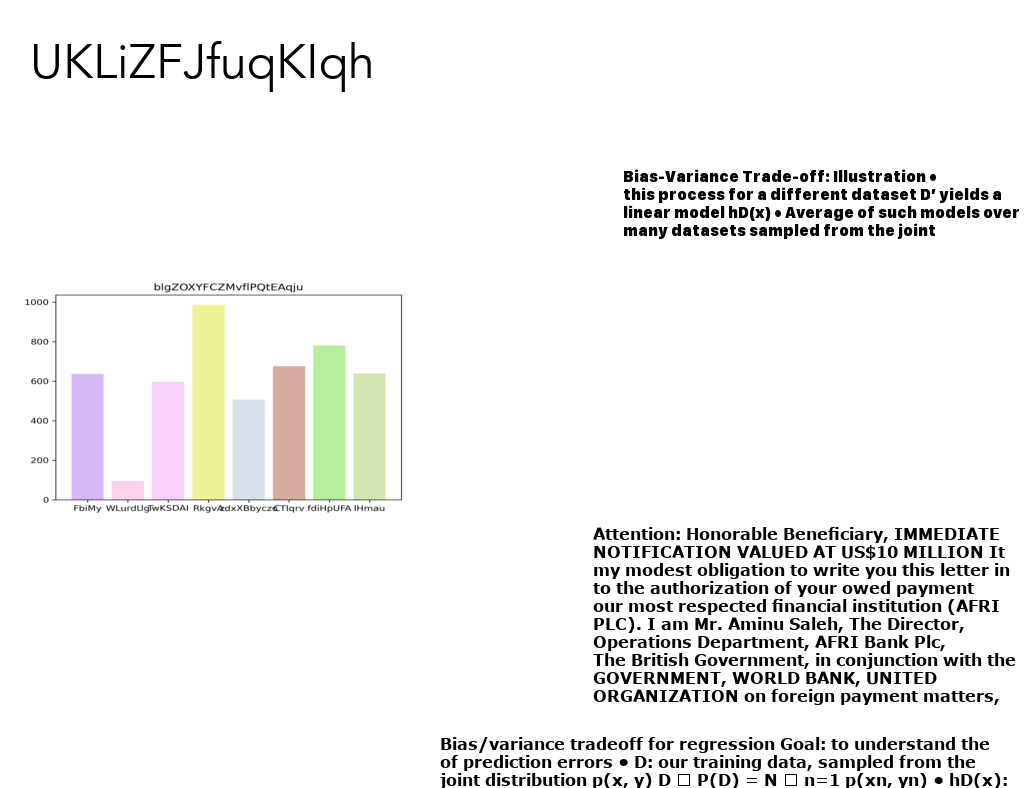 UKLiZFJfuqKIqh
Bias-Variance Trade-off: Illustration •
this process for a different dataset D’ yields a
linear model hD(x) • Average of such models over
many datasets sampled from the joint
1000
800
600
400
200
0
FbiMy WLurdUg TwKSDAI CTlqrv fdiHpUFA IHmau
Attention: Honorable Beneficiary, IMMEDIATE
NOTIFICATION VALUED AT US$10 MILLION It
my modest obligation to write you this letter in
to the authorization of your owed payment
our most respected financial institution (AFRI
PLC). I am Mr. Aminu Saleh, The Director,
Operations Department, AFRI Bank Plc,
The British Government, in conjunction with the
GOVERNMENT, WORLD BANK, UNITED
ORGANIZATION on foreign payment matters,
Bias/variance tradeoff for regression Goal: to understand the
of prediction errors • D: our training data, sampled from the
joint distribution p(x, y) D □ P(D) = N □ n=1 p(xn, yn) • hD(x):